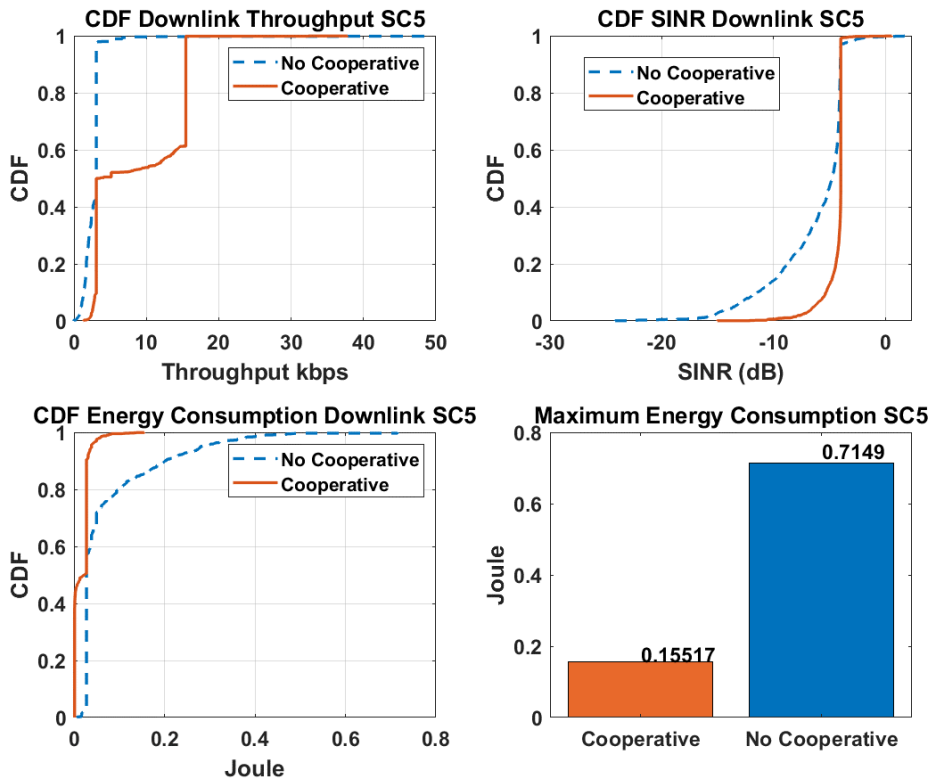 CDF Downlink Throughput SC5
1
0.8
0.6
0.4
0.2
0
CDF
No Cooperative
Cooperative
0
10
20
30
40
50
Throughput kbps
CDF SINR Downlink SC5
1
0.8
0.6
0.4
0.2
0
CDF
No Cooperative
Cooperative
-30
-20
-10
0
SINR (dB)
CDF Energy Consumption Downlink SC5
1
0.8
0.6
0.4
0.2
0
CDF
No Cooperative
Cooperative
0
0.2
0.4
0.6
0.8
Joule
Maximum Energy Consumption SC5
0.8
0.6
0.4
0.2
0
Joule
0.7149
0.15517
Cooperative
No Cooperative